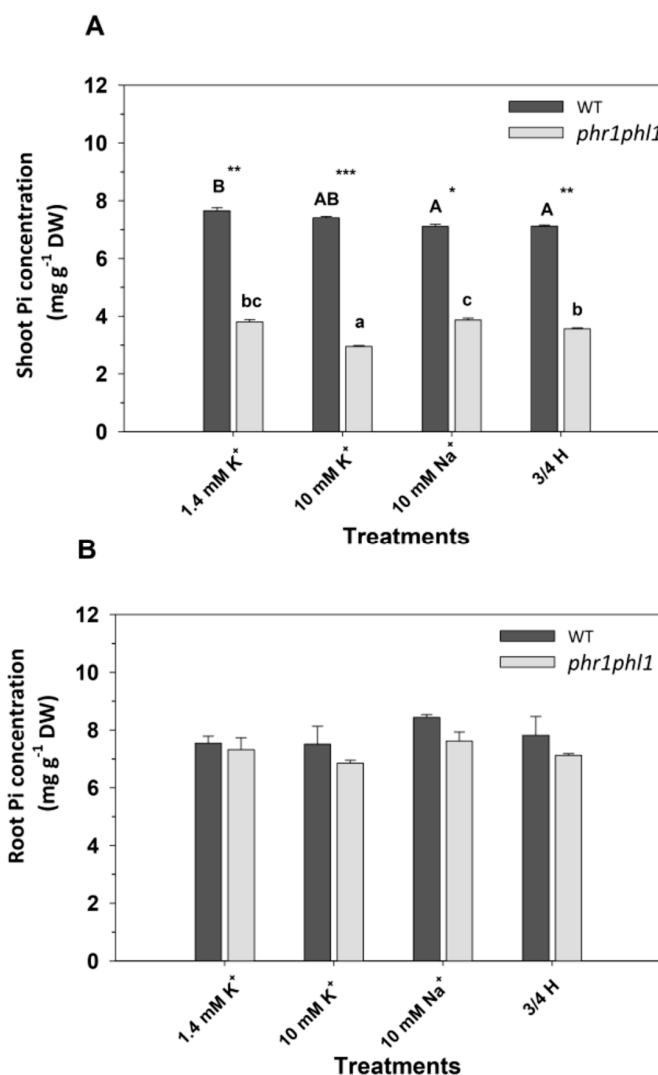 A
12
10
8
6
4
2
0
Shoot Pi concentration
(mg g⁻¹ DW)
WT
phr1phl1
B ** AB *** A * A **
bc a c b
1.4 mM K⁺ 10 mM K⁺ 10 mM Na⁺ 3/4 H
Treatments
B
12
10
8
6
4
2
0
Root Pi concentration
(mg g⁻¹ DW)
WT
phr1phl1
1.4 mM K⁺ 10 mM K⁺ 10 mM Na⁺ 3/4 H
Treatments